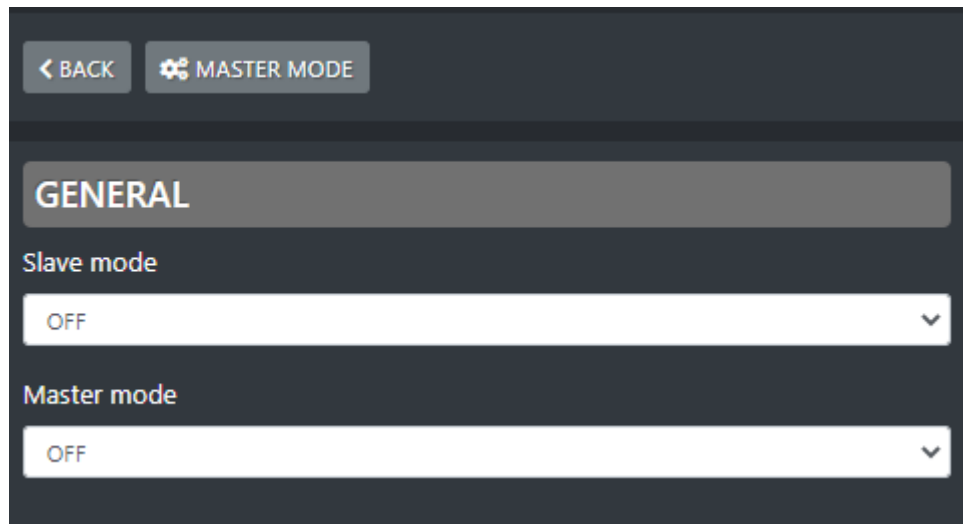 BACK MASTER MODE
GENERAL
Slave mode
OFF
Master mode
OFF